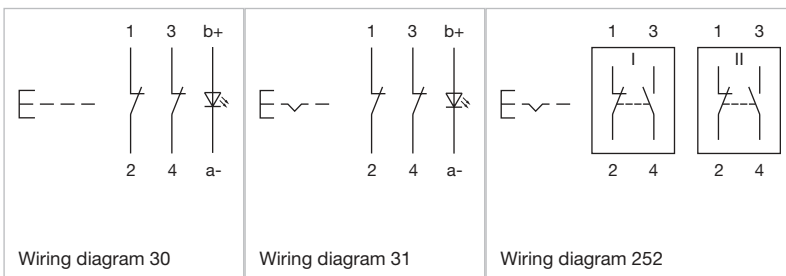 1 3 b+
2 4 a-
Wiring diagram 30
1 3 b+
2 4 a-
Wiring diagram 31
1 3 1 3
I II
2 4 2 4
Wiring diagram 252